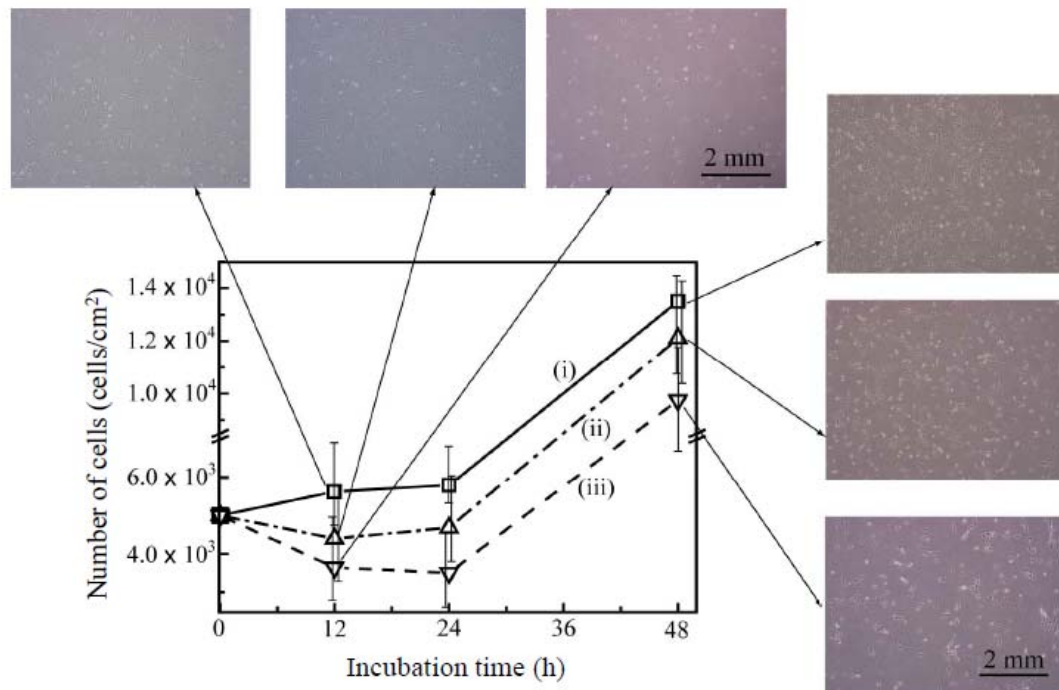 2 mm
1.4 x 10⁴
1.2 x 10⁴
1.0 x 10⁴
6.0 x 10³
4.0 x 10³
Number of cells (cells/cm²)
(i)
(ii)
(iii)
0 12 24 36 48
Incubation time (h)
2 mm